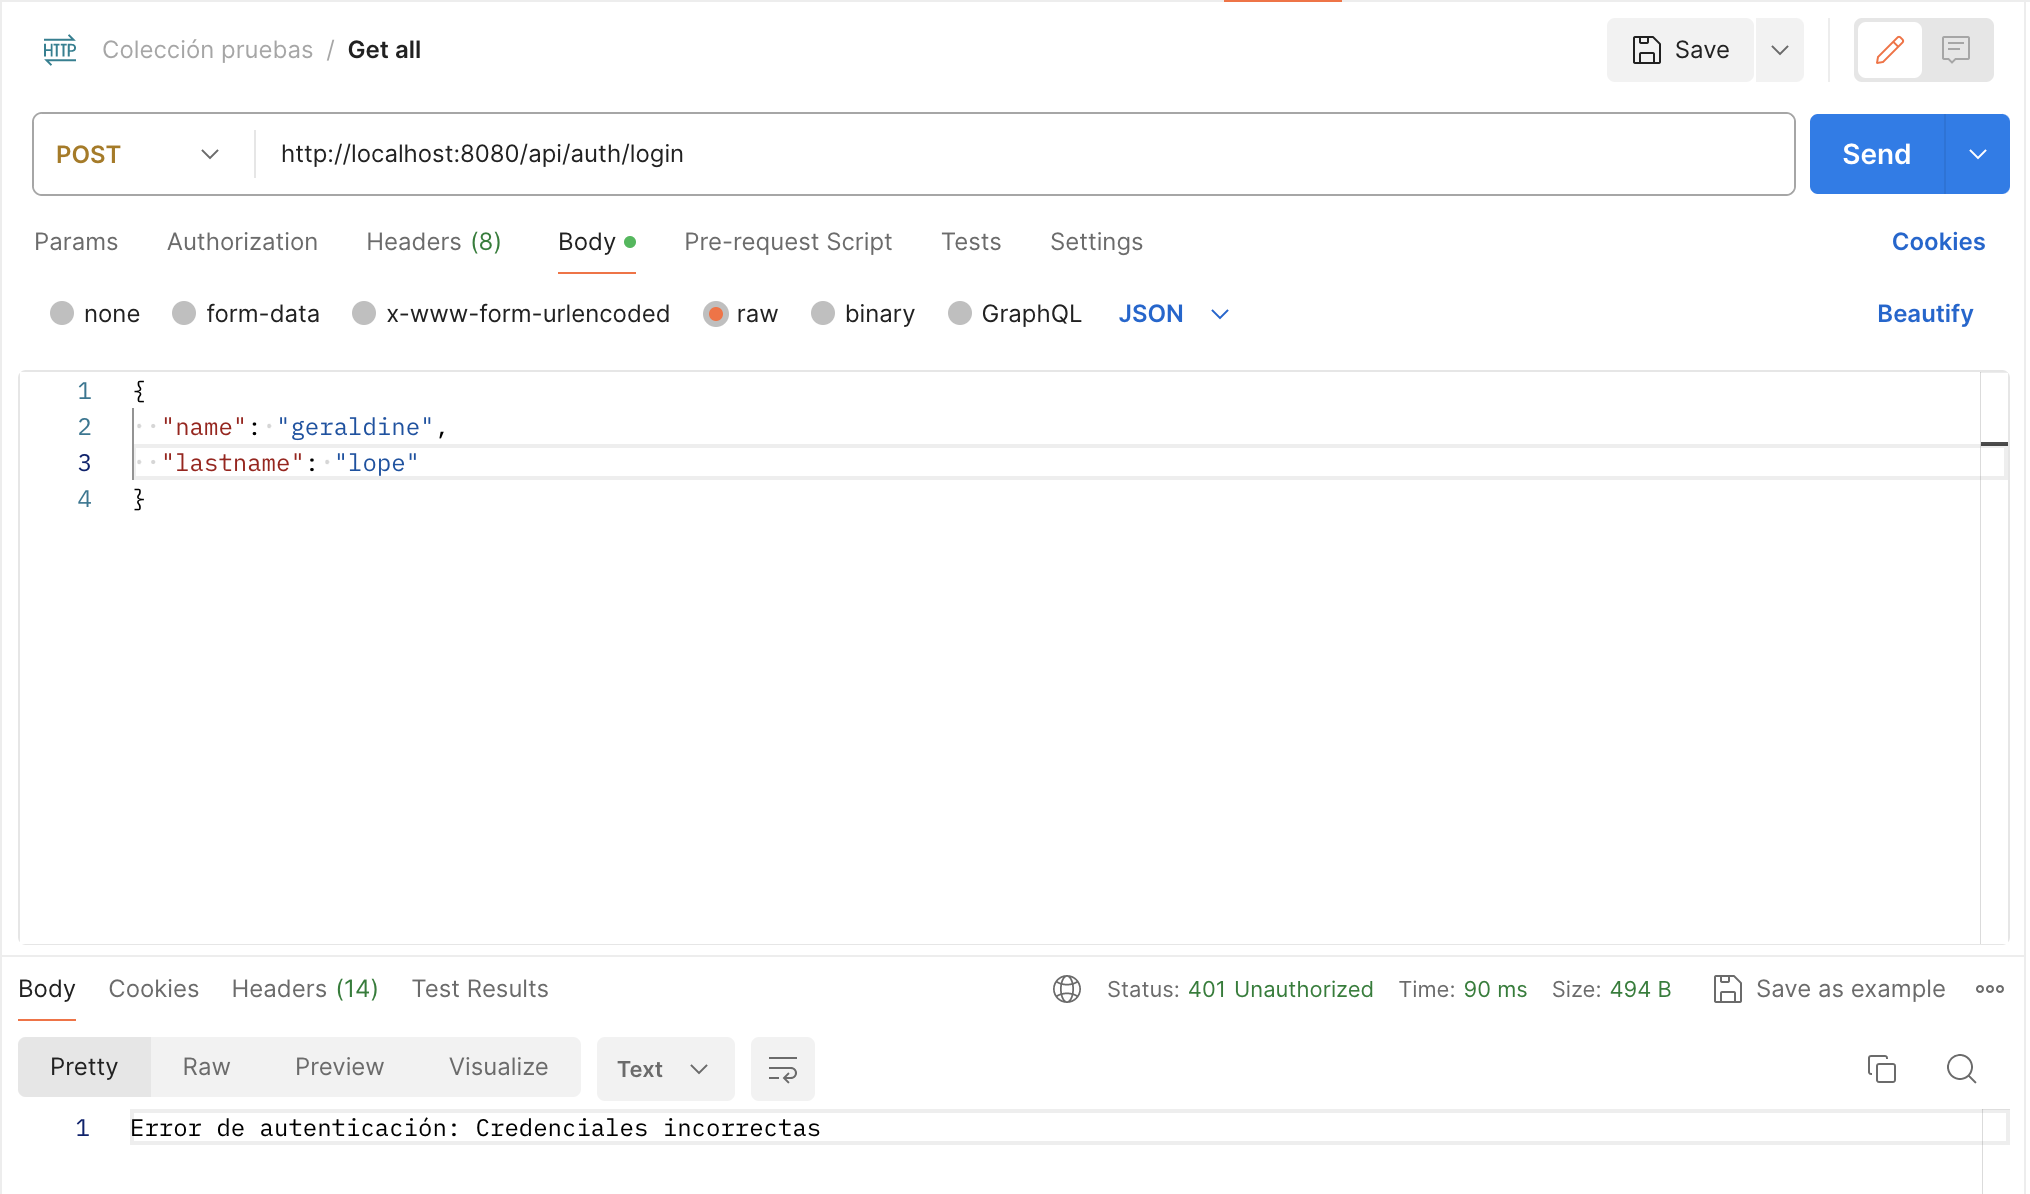 HTTP Colección pruebas / Get all Save
POST http://localhost:8080/api/auth/login Send
Params Authorization Headers (8) Body Pre-request Script Tests Settings Cookies
none form-data x-www-form-urlencoded raw binary GraphQL JSON Beautify
1 {
2 "name": "geraldine",
3 "lastname": "lope"
4 }
Body Cookies Headers (14) Test Results Status: 401 Unauthorized Time: 90 ms Size: 494 B Save as example
Pretty Raw Preview Visualize Text
1 Error de autenticación: Credenciales incorrectas